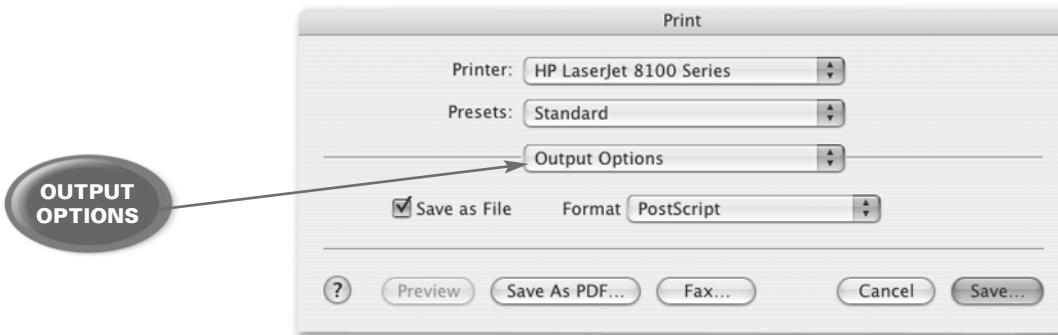 Print
Printer: HP LaserJet 8100 Series
Presets: Standard
Output Options
OUTPUT
OPTIONS
Save as File Format PostScript
? Preview Save As PDF... Fax... Cancel Save...